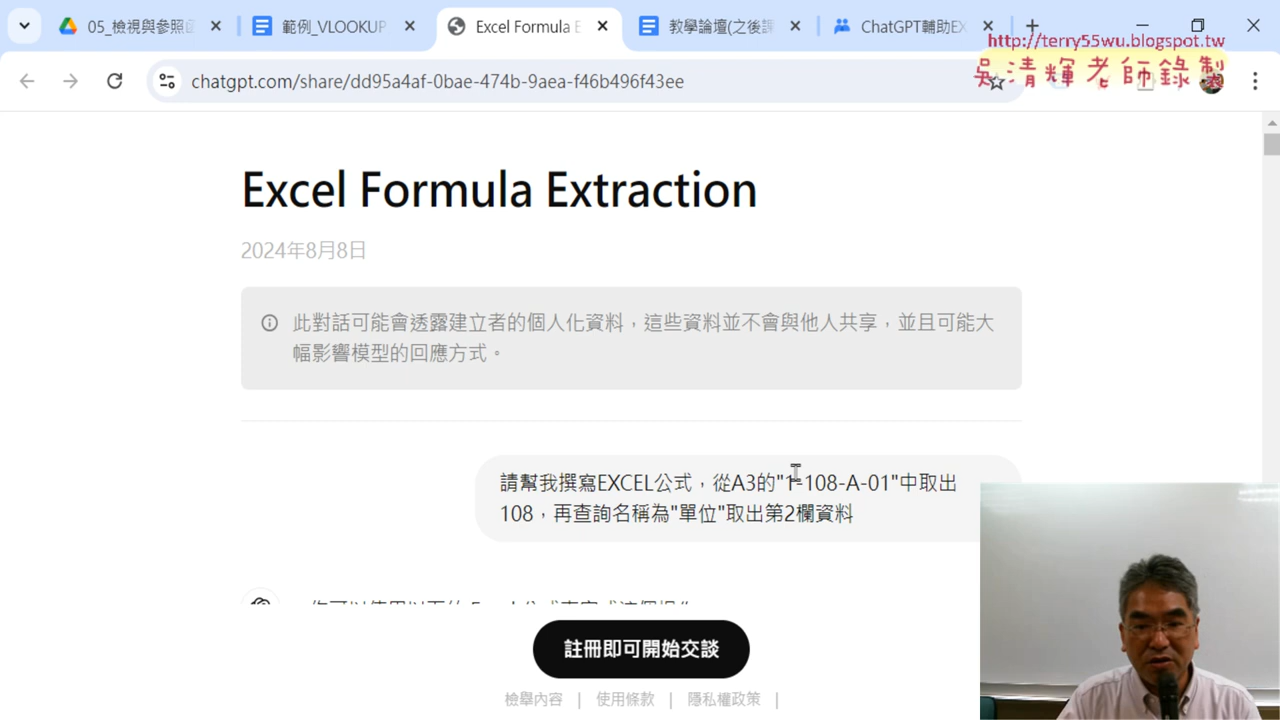 05_檢視與參照函
範例_VLOOKUP
Excel Formula E
教學論壇(之後課
ChatGPT輔助EX
http://terry55wu.blogspot.tw
吳清輝老師錄製
chatgpt.com/share/dd95a4af-0bae-474b-9aea-f46b496f43ee
Excel Formula Extraction
2024年8月8日
此對話可能會透露建立者的個人化資料，這些資料並不會與他人共享，並且可能大
幅影響模型的回應方式。
請幫我撰寫EXCEL公式，從A3的"1-108-A-01"中取出
108，再查詢名稱為"單位"取出第2欄資料
註冊即可開始交談
檢舉內容 | 使用條款 | 隱私權政策 |